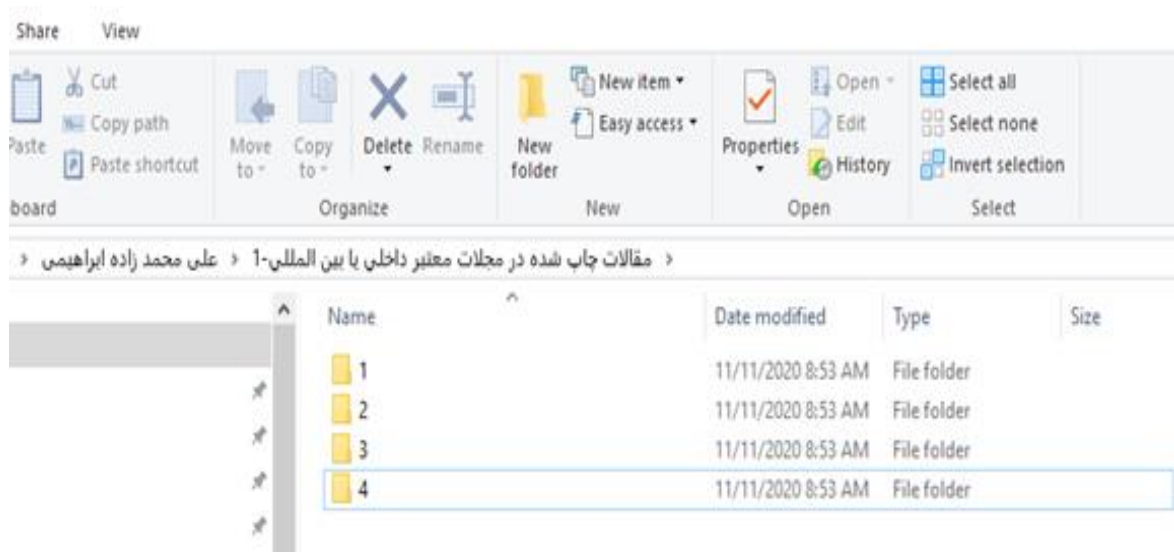 Share View
Cut
Copy path
Paste
Paste shortcut
Move to
Copy to
Delete
Rename
New folder
New item
Easy access
Properties
Open
Edit
History
Select all
Select none
Invert selection
board
Organize
New
Open
Select
› علی محمد زاده ابراهیمی › 1-مقالات چاپ شده در مجلات معتبر داخلی یا بین المللی ›
Name Date modified Type Size
1 11/11/2020 8:53 AM File folder
2 11/11/2020 8:53 AM File folder
3 11/11/2020 8:53 AM File folder
4 11/11/2020 8:53 AM File folder